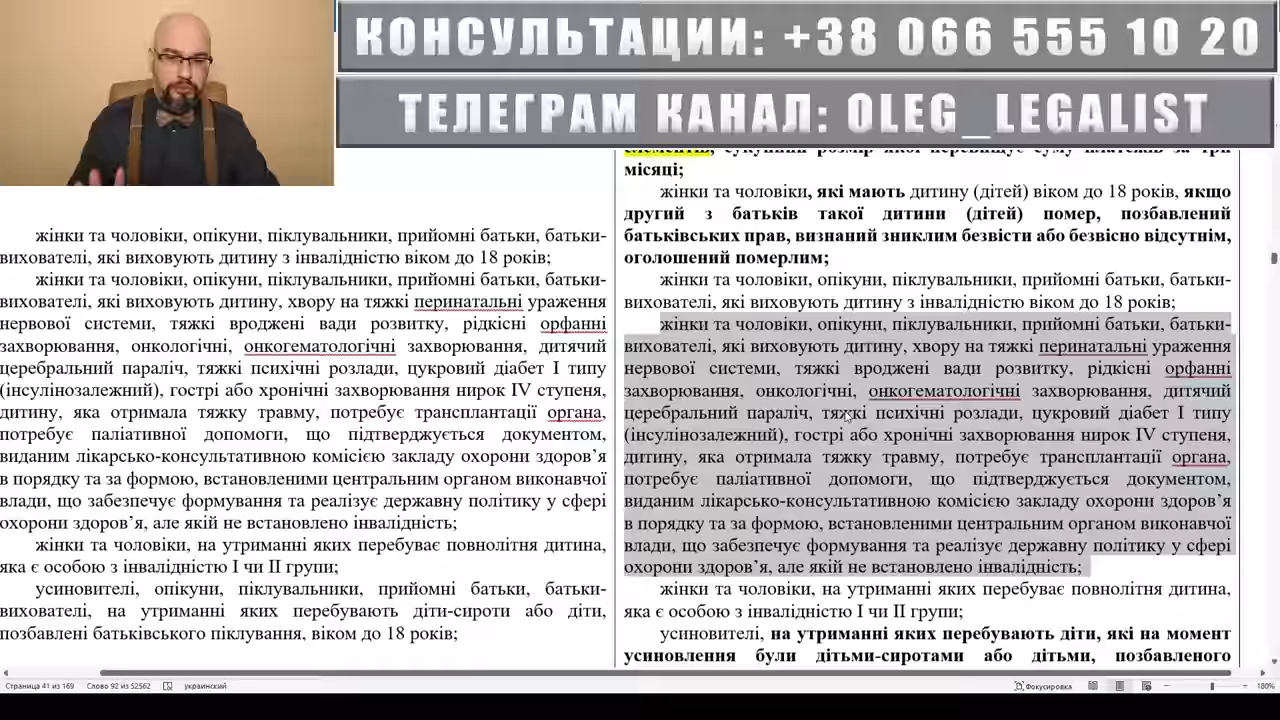 КОНСУЛЬТАЦИИ: +38 066 555 10 20
ТЕЛЕГРАМ КАНАЛ: OLEG_LEGALIST
жінки та чоловіки, опікуни, піклувальники, прийомні батьки, батьки-
вихователі, які виховують дитину з інвалідністю віком до 18 років;
жінки та чоловіки, опікуни, піклувальники, прийомні батьки, батьки-
вихователі, які виховують дитину, хвору на тяжкі перинатальні ураження
нервової системи, тяжкі вроджені вади розвитку, рідкісні орфанні
захворювання, онкологічні, онкогематологічні захворювання, дитячий
церебральний параліч, тяжкі психічні розлади, цукровий діабет I типу
(інсулінозалежний), гострі або хронічні захворювання нирок IV ступеня,
дитину, яка отримала тяжку травму, потребує трансплантації органа,
потребує паліативної допомоги, що підтверджується документом,
виданим лікарсько-консультативною комісією закладу охорони здоров’я
в порядку та за формою, встановленими центральним органом виконавчої
влади, що забезпечує формування та реалізує державну політику у сфері
охорони здоров’я, але якій не встановлено інвалідність;
жінки та чоловіки, на утриманні яких перебуває повнолітня дитина,
яка є особою з інвалідністю I чи II групи;
усиновителі, опікуни, піклувальники, прийомні батьки, батьки-
вихователі, на утриманні яких перебувають діти-сироти або діти,
позбавлені батьківського піклування, віком до 18 років;
елементів, сукупний розмір якої перевищує суму платежів за три
місяці;
жінки та чоловіки, які мають дитину (дітей) віком до 18 років, якщо
другий з батьків такої дитини (дітей) помер, позбавлений
батьківських прав, визнаний зниклим безвісти або безвісно відсутнім,
оголошений померлим;
жінки та чоловіки, опікуни, піклувальники, прийомні батьки, батьки-
вихователі, які виховують дитину з інвалідністю віком до 18 років;
жінки та чоловіки, опікуни, піклувальники, прийомні батьки, батьки-
вихователі, які виховують дитину, хвору на тяжкі перинатальні ураження
нервової системи, тяжкі вроджені вади розвитку, рідкісні орфанні
захворювання, онкологічні, онкогематологічні захворювання, дитячий
церебральний параліч, тяжкі психічні розлади, цукровий діабет I типу
(інсулінозалежний), гострі або хронічні захворювання нирок IV ступеня,
дитину, яка отримала тяжку травму, потребує трансплантації органа,
потребує паліативної допомоги, що підтверджується документом,
виданим лікарсько-консультативною комісією закладу охорони здоров’я
в порядку та за формою, встановленими центральним органом виконавчої
влади, що забезпечує формування та реалізує державну політику у сфері
охорони здоров’я, але якій не встановлено інвалідність;
жінки та чоловіки, на утриманні яких перебуває повнолітня дитина,
яка є особою з інвалідністю I чи II групи;
усиновителі, на утриманні яких перебувають діти, які на момент
усиновлення були дітьми-сиротами або дітьми, позбавленого
Страница 41 из 169 Слово 92 из 52562 украинский Фокусировка 180%